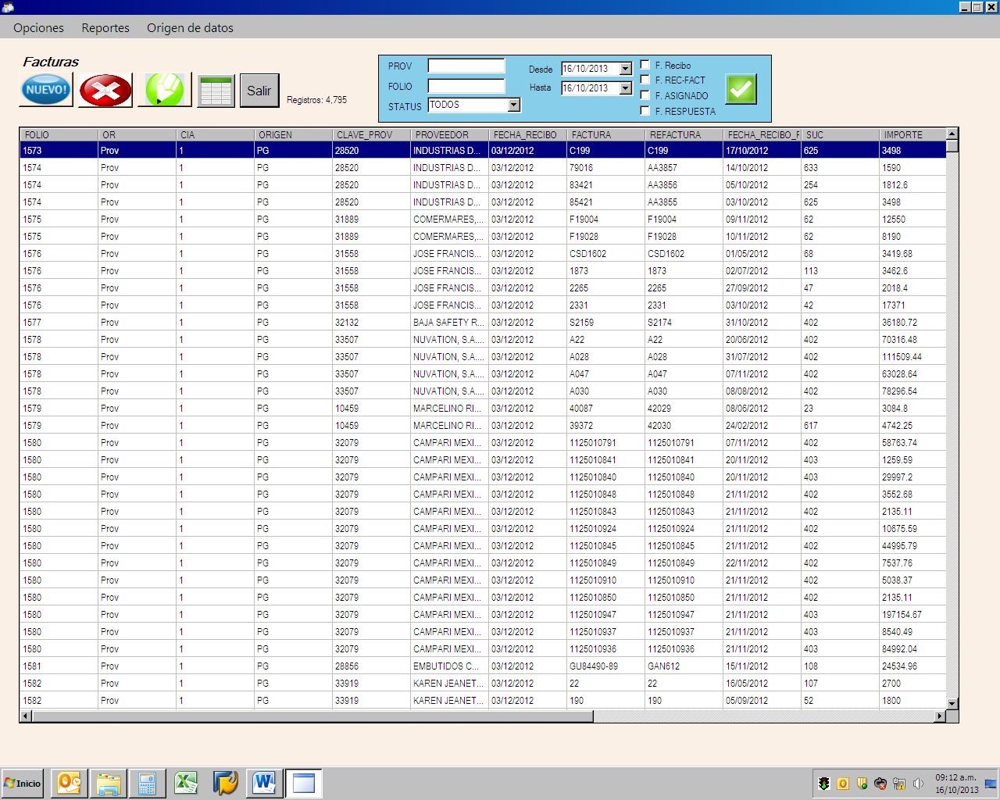 Opciones Reportes Origen de datos
Facturas
NUEVO!
Salir
Registros: 4,795
PROV
FOLIO
STATUS TODOS
Desde 16/10/2013
Hasta 16/10/2013
F. Recibo
F. REC-FACT
F. ASIGNADO
F. RESPUESTA
FOLIO OR CIA ORIGEN CLAVE_PROV PROVEEDOR FECHA_RECIBO FACTURA REFACTURA FECHA_RECIBO_F SUC IMPORTE
1573 Prov 1 PG 28520 INDUSTRIAS D... 03/12/2012 C199 C199 17/10/2012 625 3498
1574 Prov 1 PG 28520 INDUSTRIAS D... 03/12/2012 79016 AA3857 14/10/2012 633 1590
1574 Prov 1 PG 28520 INDUSTRIAS D... 03/12/2012 83421 AA3856 05/10/2012 254 1812.6
1574 Prov 1 PG 28520 INDUSTRIAS D... 03/12/2012 85421 AA3855 03/10/2012 625 3498
1575 Prov 1 PG 31889 COMERMARES,... 03/12/2012 F19004 F19004 09/11/2012 62 12550
1575 Prov 1 PG 31889 COMERMARES,... 03/12/2012 F19028 F19028 10/11/2012 62 8190
1576 Prov 1 PG 31558 JOSE FRANCIS... 03/12/2012 CSD1602 CSD1602 01/05/2012 68 3419.68
1576 Prov 1 PG 31558 JOSE FRANCIS... 03/12/2012 1873 1873 02/07/2012 113 3462.6
1576 Prov 1 PG 31558 JOSE FRANCIS... 03/12/2012 2265 2265 27/09/2012 47 2018.4
1576 Prov 1 PG 31558 JOSE FRANCIS... 03/12/2012 2331 2331 03/10/2012 42 17371
1577 Prov 1 PG 32132 BAJA SAFETY R... 03/12/2012 S2159 S2174 31/10/2012 402 36180.72
1578 Prov 1 PG 33507 NUVATION, S.A.... 03/12/2012 A22 A22 20/06/2012 402 70316.48
1578 Prov 1 PG 33507 NUVATION, S.A.... 03/12/2012 A028 A028 31/07/2012 402 111509.44
1578 Prov 1 PG 33507 NUVATION, S.A.... 03/12/2012 A047 A047 07/11/2012 402 63028.64
1578 Prov 1 PG 33507 NUVATION, S.A.... 03/12/2012 A030 A030 08/08/2012 402 78296.54
1579 Prov 1 PG 10459 MARCELINO RI... 03/12/2012 40087 42029 08/06/2012 23 3084.8
1579 Prov 1 PG 10459 MARCELINO RI... 03/12/2012 39372 42030 24/02/2012 617 4742.25
1580 Prov 1 PG 32079 CAMPARI MEXI... 03/12/2012 1125010791 1125010791 07/11/2012 402 58763.74
1580 Prov 1 PG 32079 CAMPARI MEXI... 03/12/2012 1125010841 1125010841 20/11/2012 403 1259.59
1580 Prov 1 PG 32079 CAMPARI MEXI... 03/12/2012 1125010840 1125010840 20/11/2012 403 29997.2
1580 Prov 1 PG 32079 CAMPARI MEXI... 03/12/2012 1125010848 1125010848 21/11/2012 402 3552.68
1580 Prov 1 PG 32079 CAMPARI MEXI... 03/12/2012 1125010843 1125010843 21/11/2012 402 2135.11
1580 Prov 1 PG 32079 CAMPARI MEXI... 03/12/2012 1125010924 1125010924 21/11/2012 402 10675.59
1580 Prov 1 PG 32079 CAMPARI MEXI... 03/12/2012 1125010845 1125010845 21/11/2012 402 44995.79
1580 Prov 1 PG 32079 CAMPARI MEXI... 03/12/2012 1125010849 1125010849 22/11/2012 402 7537.76
1580 Prov 1 PG 32079 CAMPARI MEXI... 03/12/2012 1125010910 1125010910 21/11/2012 402 5038.37
1580 Prov 1 PG 32079 CAMPARI MEXI... 03/12/2012 1125010850 1125010850 21/11/2012 402 2135.11
1580 Prov 1 PG 32079 CAMPARI MEXI... 03/12/2012 1125010947 1125010947 21/11/2012 403 197154.67
1580 Prov 1 PG 32079 CAMPARI MEXI... 03/12/2012 1125010937 1125010937 21/11/2012 403 8540.49
1580 Prov 1 PG 32079 CAMPARI MEXI... 03/12/2012 1125010936 1125010936 21/11/2012 403 84992.04
1581 Prov 1 PG 28856 EMBUTIDOS C... 03/12/2012 GU84490-89 GAN612 15/11/2012 108 24534.96
1582 Prov 1 PG 33919 KAREN JEANET... 03/12/2012 22 22 16/05/2012 107 2700
1582 Prov 1 PG 33919 KAREN JEANET... 03/12/2012 190 190 05/09/2012 52 1800
Inicio
09:12 a.m.
16/10/2013